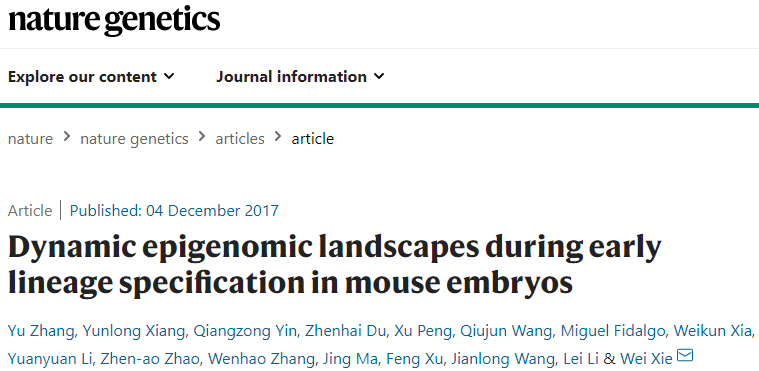 nature genetics
Explore our content Journal information
nature > nature genetics > articles > article
Article | Published: 04 December 2017
Dynamic epigenomic landscapes during early
lineage specification in mouse embryos
Yu Zhang, Yunlong Xiang, Qiangzong Yin, Zhenhai Du, Xu Peng, Qiujun Wang, Miguel Fidalgo, Weikun Xia,
Yuanyuan Li, Zhen-ao Zhao, Wenhao Zhang, Jing Ma, Feng Xu, Jianlong Wang, Lei Li & Wei Xie